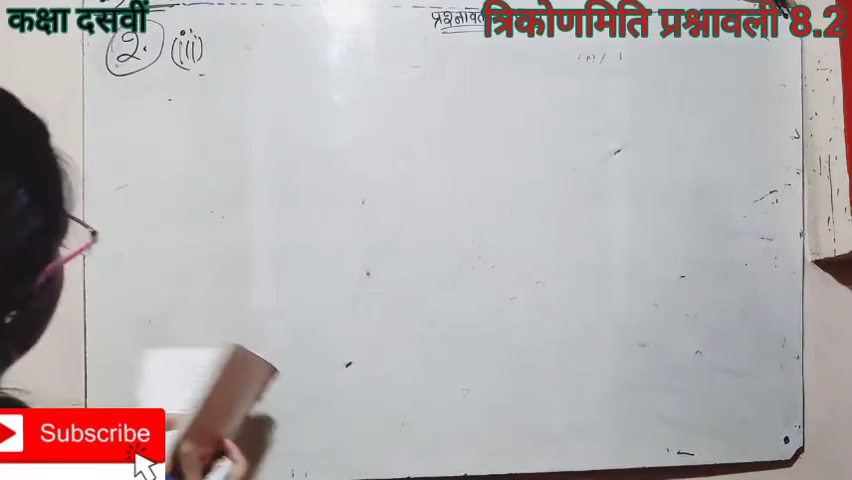 कक्षा दसवीं
त्रिकोणमिति प्रश्नावली 8.2
2. (iii)
Subscribe